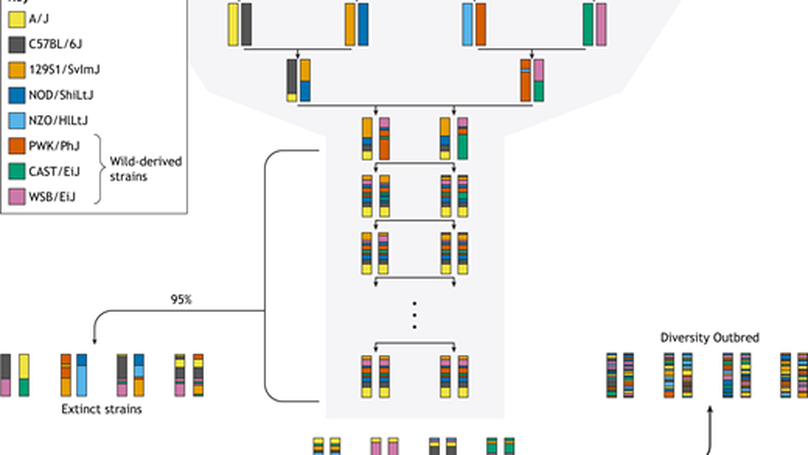 A/J
C57BL/6J
129S1/SvImJ
NOD/ShiLtJ
NZO/HlLtJ
PWK/PhJ
CAST/EiJ
WSB/EiJ
Wild-derived
strains
95%
Extinct strains
Diversity Outbred